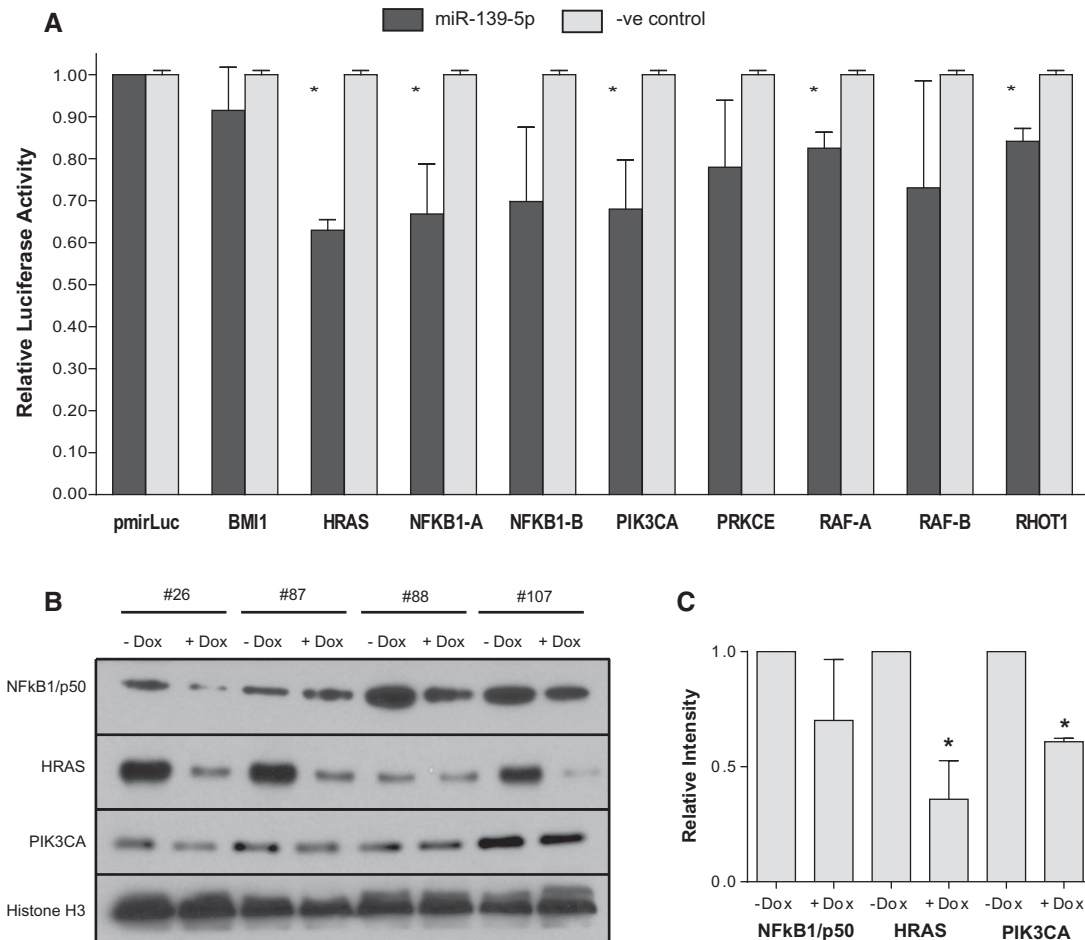 A
miR-139-5p
-ve control
Relative Luciferase Activity
1.00
0.90
0.80
0.70
0.60
0.50
0.40
0.30
0.20
0.10
0.00
* * * * *
pmirLuc BMI1 HRAS NFKB1-A NFKB1-B PIK3CA PRKCE RAF-A RAF-B RHOT1
B
#26 #87 #88 #107
- Dox + Dox - Dox + Dox - Dox + Dox - Dox + Dox
NFkB1/p50
HRAS
PIK3CA
Histone H3
C
Relative Intensity
1.0
0.5
0.0
* *
-Dox + Dox -Dox + Dox -Dox + Dox
NFkB1/p50 HRAS PIK3CA